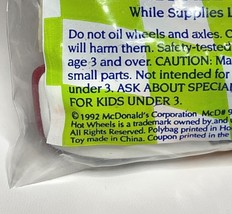 While Supplies L
Do not oil wheels and axles. C
will harm them. Safety-tested
age 3 and over. CAUTION: Ma
small parts. Not intended for
under 3. ASK ABOUT SPECIA
FOR KIDS UNDER 3.
© 1992 McDonald's Corporation McD# 9
Hot Wheels is a trademark owned by and u
All Rights Reserved. Polybag printed in Ho
Toy made in China. Coupon printed in the